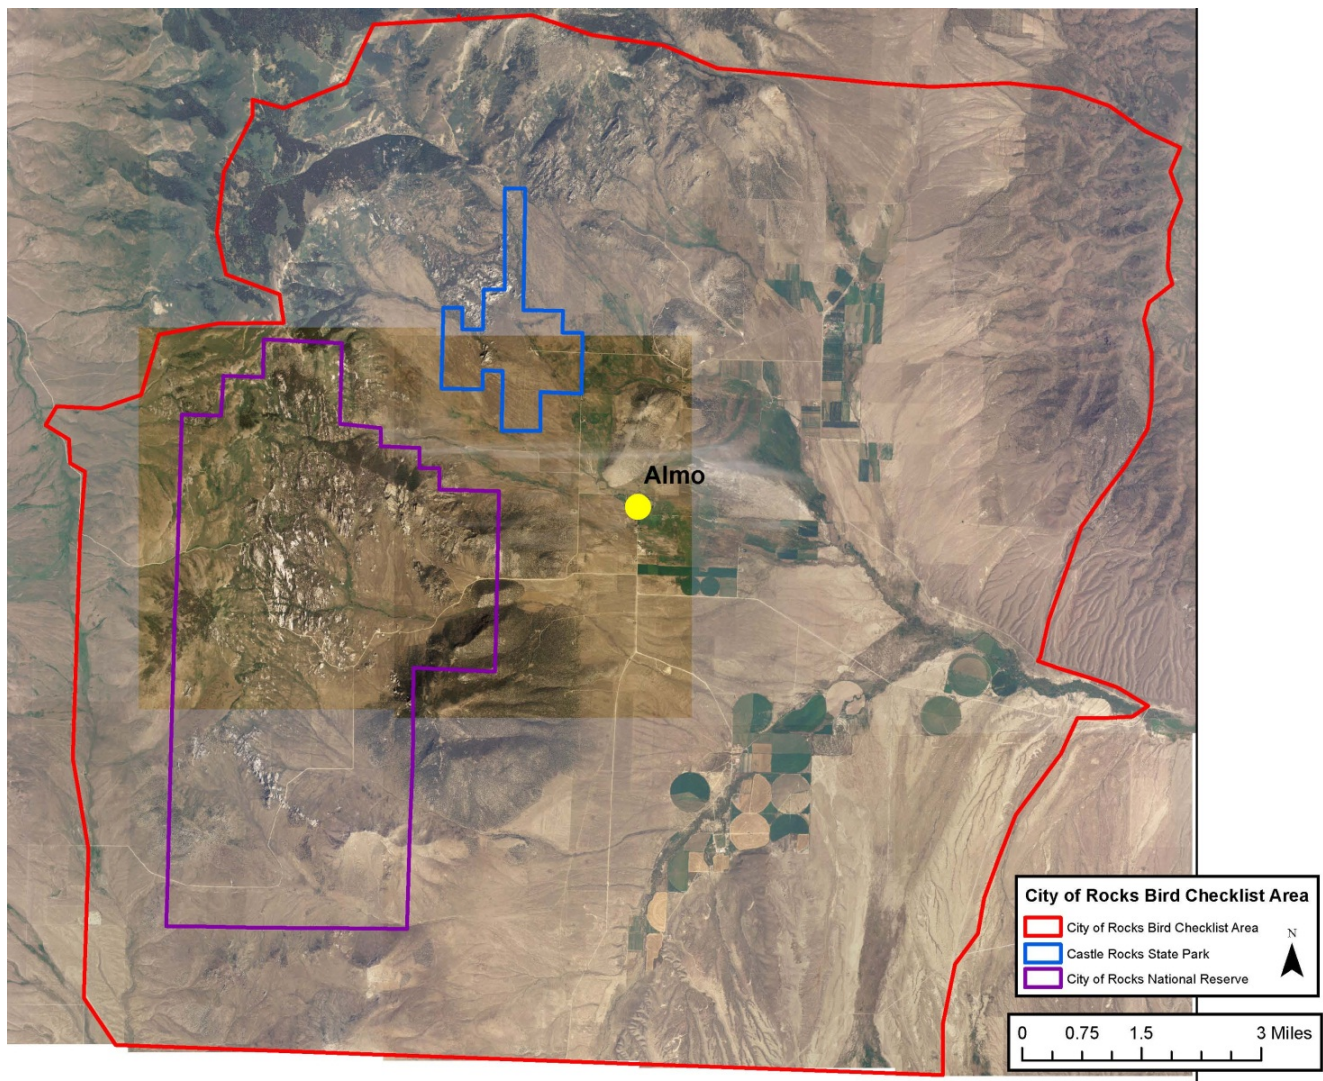 Almo
City of Rocks Bird Checklist Area
City of Rocks Bird Checklist Area
Castle Rocks State Park
City of Rocks National Reserve
N
0 0.75 1.5 3 Miles